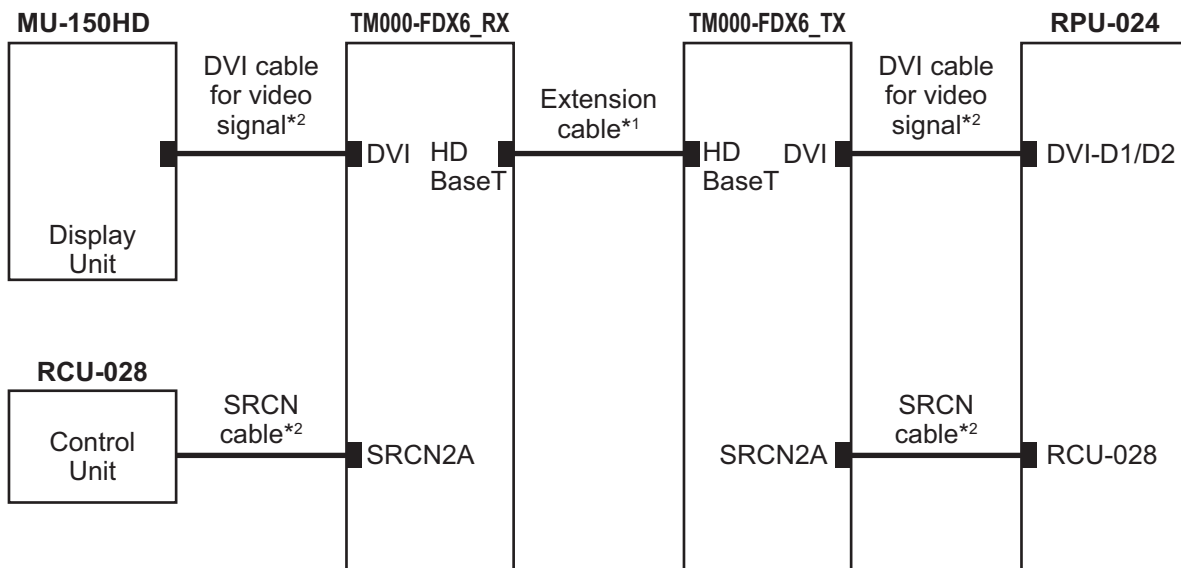 MU-150HD
TM000-FDX6_RX
TM000-FDX6_TX
RPU-024
DVI cable
for video
signal*2
Extension
cable*1
DVI cable
for video
signal*2
DVI
HD
BaseT
HD
BaseT
DVI
DVI-D1/D2
Display
Unit
RCU-028
SRCN
cable*2
SRCN
cable*2
Control
Unit
SRCN2A
SRCN2A
RCU-028